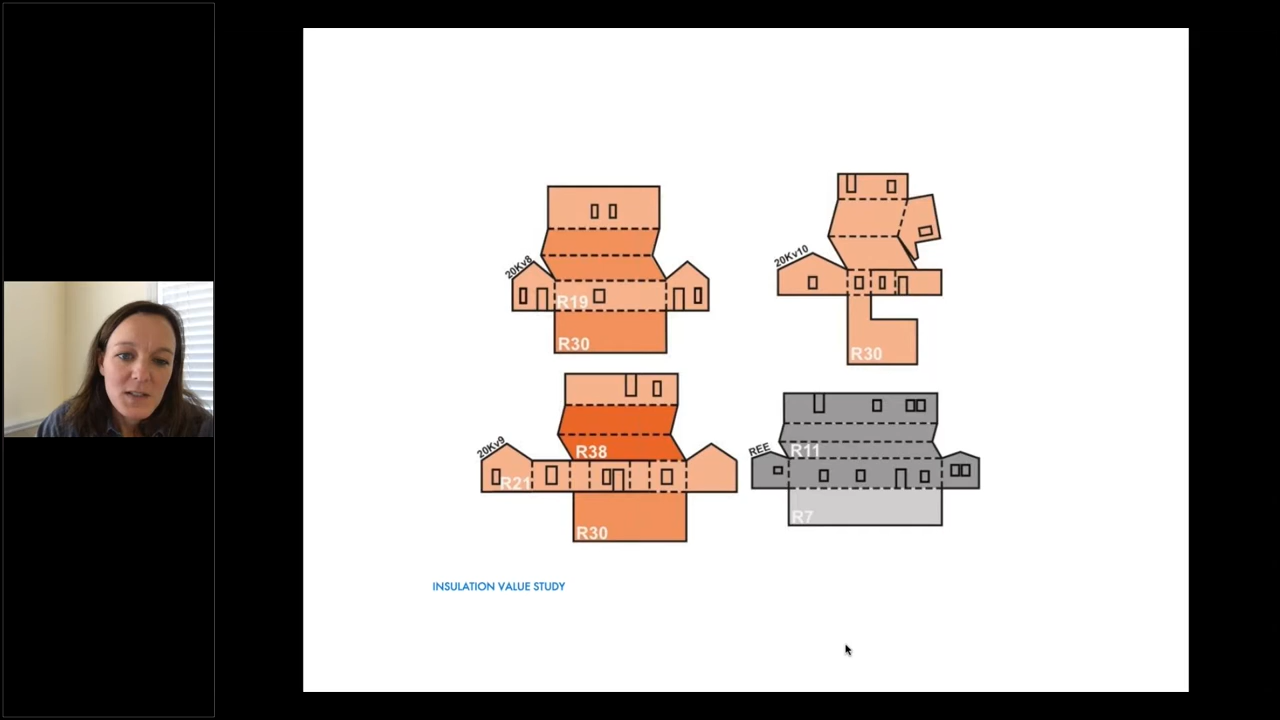 20Kv8
R19
R30
20Kv10
R30
20Kv9
R38
R21
R30
REE
R11
R7
INSULATION VALUE STUDY